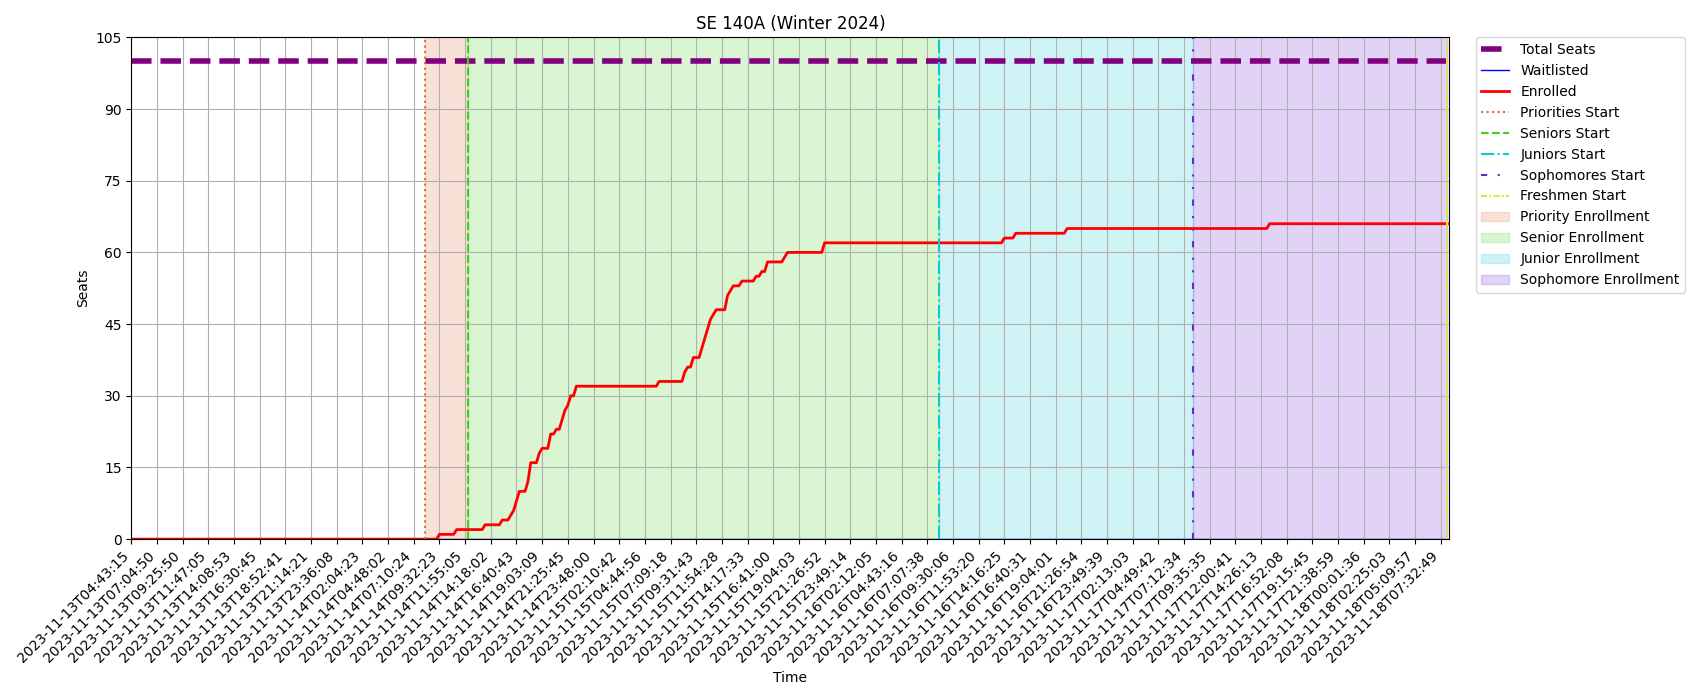 SE 140A (Winter 2024)
105
90
75
60
45
30
15
0
Seats
2023-11-13T04:43:15
2023-11-13T07:04:50
2023-11-13T09:25:50
2023-11-13T11:47:05
2023-11-13T14:08:53
2023-11-13T16:30:45
2023-11-13T18:52:41
2023-11-13T21:14:21
2023-11-13T23:36:08
2023-11-14T02:04:23
2023-11-14T04:48:02
2023-11-14T07:10:24
2023-11-14T09:32:23
2023-11-14T11:55:05
2023-11-14T14:18:02
2023-11-14T16:40:43
2023-11-14T19:03:09
2023-11-14T21:25:45
2023-11-14T23:48:00
2023-11-15T02:10:42
2023-11-15T04:44:56
2023-11-15T07:09:18
2023-11-15T09:31:43
2023-11-15T11:54:28
2023-11-15T14:17:33
2023-11-15T16:41:00
2023-11-15T19:04:03
2023-11-15T21:26:52
2023-11-15T23:49:14
2023-11-16T02:12:05
2023-11-16T04:43:16
2023-11-16T07:07:38
2023-11-16T09:30:06
2023-11-16T11:53:20
2023-11-16T14:16:25
2023-11-16T16:40:31
2023-11-16T19:04:01
2023-11-16T21:26:54
2023-11-16T23:49:39
2023-11-17T02:13:03
2023-11-17T04:49:42
2023-11-17T07:12:34
2023-11-17T09:35:35
2023-11-17T12:00:41
2023-11-17T14:26:13
2023-11-17T16:52:08
2023-11-17T19:15:45
2023-11-17T21:38:59
2023-11-18T00:01:36
2023-11-18T02:25:03
2023-11-18T05:09:57
2023-11-18T07:32:49
Time
Total Seats
Waitlisted
Enrolled
Priorities Start
Seniors Start
Juniors Start
Sophomores Start
Freshmen Start
Priority Enrollment
Senior Enrollment
Junior Enrollment
Sophomore Enrollment